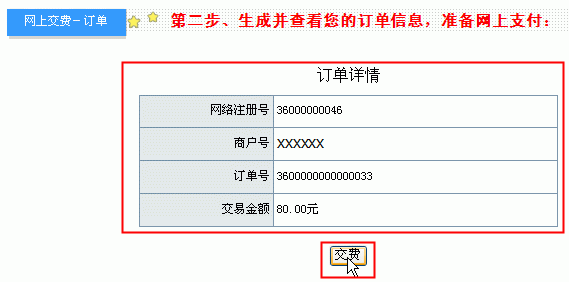 网上交费－订单
第二步、生成并查看您的订单信息，准备网上支付：
订单详情
网络注册号 36000000046
商户号 XXXXXX
订单号 3600000000000033
交易金额 80.00元
交费